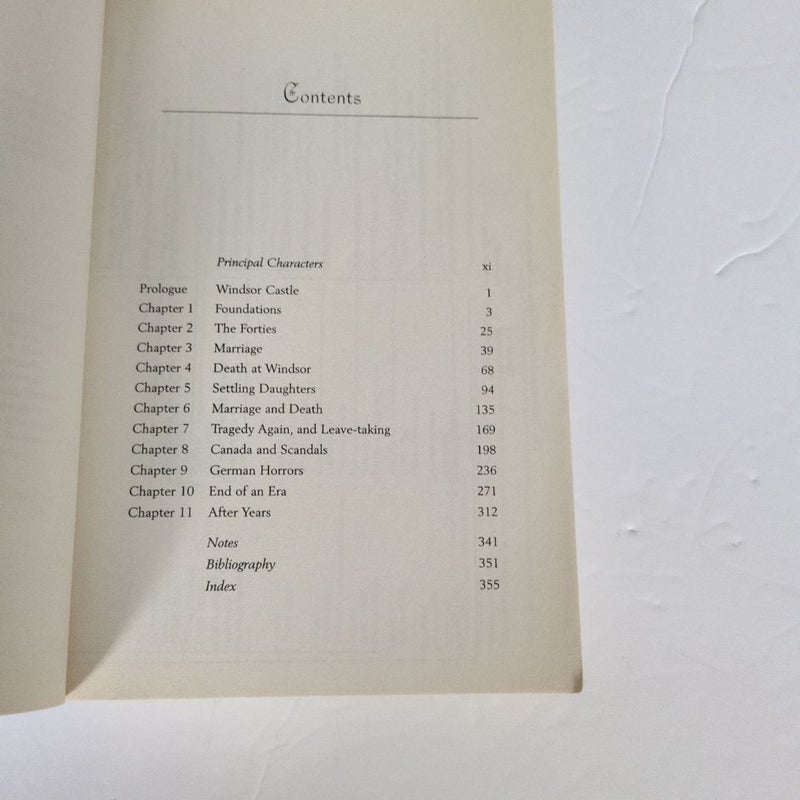 Contents
Principal Characters xi
Prologue Windsor Castle 1
Chapter 1 Foundations 3
Chapter 2 The Forties 25
Chapter 3 Marriage 39
Chapter 4 Death at Windsor 68
Chapter 5 Settling Daughters 94
Chapter 6 Marriage and Death 135
Chapter 7 Tragedy Again, and Leave-taking 169
Chapter 8 Canada and Scandals 198
Chapter 9 German Horrors 236
Chapter 10 End of an Era 271
Chapter 11 After Years 312
Notes 341
Bibliography 351
Index 355